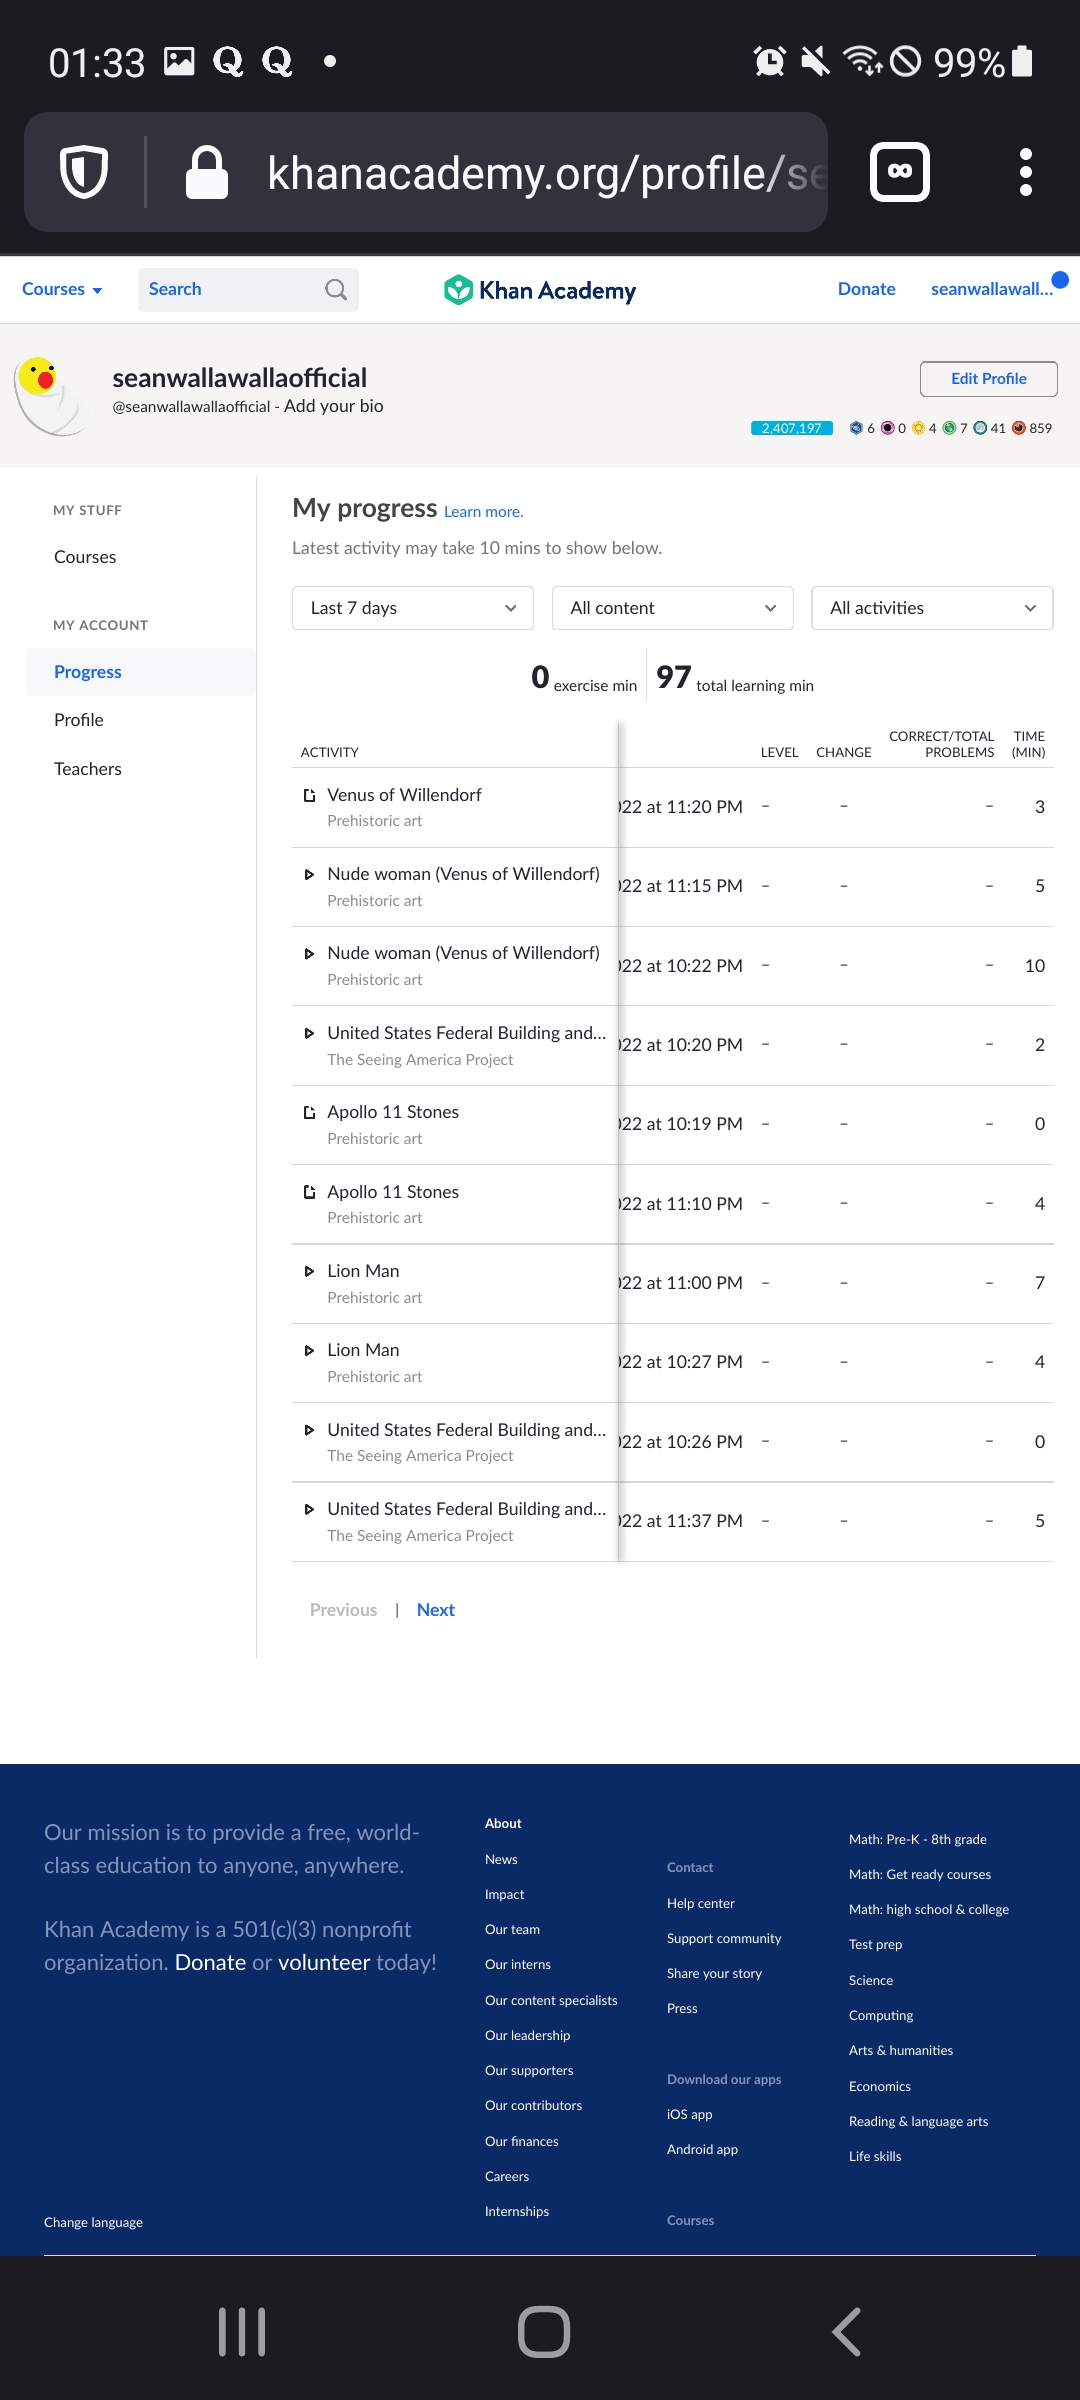 01:33 99%
khanacademy.org/profile/se
Courses Search Khan Academy Donate seanwallawall...
seanwallawallaofficial
@seanwallawallaofficial - Add your bio
Edit Profile
2,407,197 6 0 4 7 41 859
MY STUFF
Courses
MY ACCOUNT
Progress
Profile
Teachers
My progress Learn more.
Latest activity may take 10 mins to show below.
Last 7 days All content All activities
0 exercise min 97 total learning min
ACTIVITY LEVEL CHANGE CORRECT/TOTAL PROBLEMS TIME (MIN)
Venus of Willendorf
Prehistoric art
022 at 11:20 PM – – – 3
Nude woman (Venus of Willendorf)
Prehistoric art
022 at 11:15 PM – – – 5
Nude woman (Venus of Willendorf)
Prehistoric art
022 at 10:22 PM – – – 10
United States Federal Building and...
The Seeing America Project
022 at 10:20 PM – – – 2
Apollo 11 Stones
Prehistoric art
022 at 10:19 PM – – – 0
Apollo 11 Stones
Prehistoric art
022 at 11:10 PM – – – 4
Lion Man
Prehistoric art
022 at 11:00 PM – – – 7
Lion Man
Prehistoric art
022 at 10:27 PM – – – 4
United States Federal Building and...
The Seeing America Project
022 at 10:26 PM – – – 0
United States Federal Building and...
The Seeing America Project
022 at 11:37 PM – – – 5
Previous | Next
Our mission is to provide a free, world-
class education to anyone, anywhere.
Khan Academy is a 501(c)(3) nonprofit
organization. Donate or volunteer today!
Change language
About
News
Impact
Our team
Our interns
Our content specialists
Our leadership
Our supporters
Our contributors
Our finances
Careers
Internships
Contact
Help center
Support community
Share your story
Press
Download our apps
iOS app
Android app
Courses
Math: Pre-K - 8th grade
Math: Get ready courses
Math: high school & college
Test prep
Science
Computing
Arts & humanities
Economics
Reading & language arts
Life skills